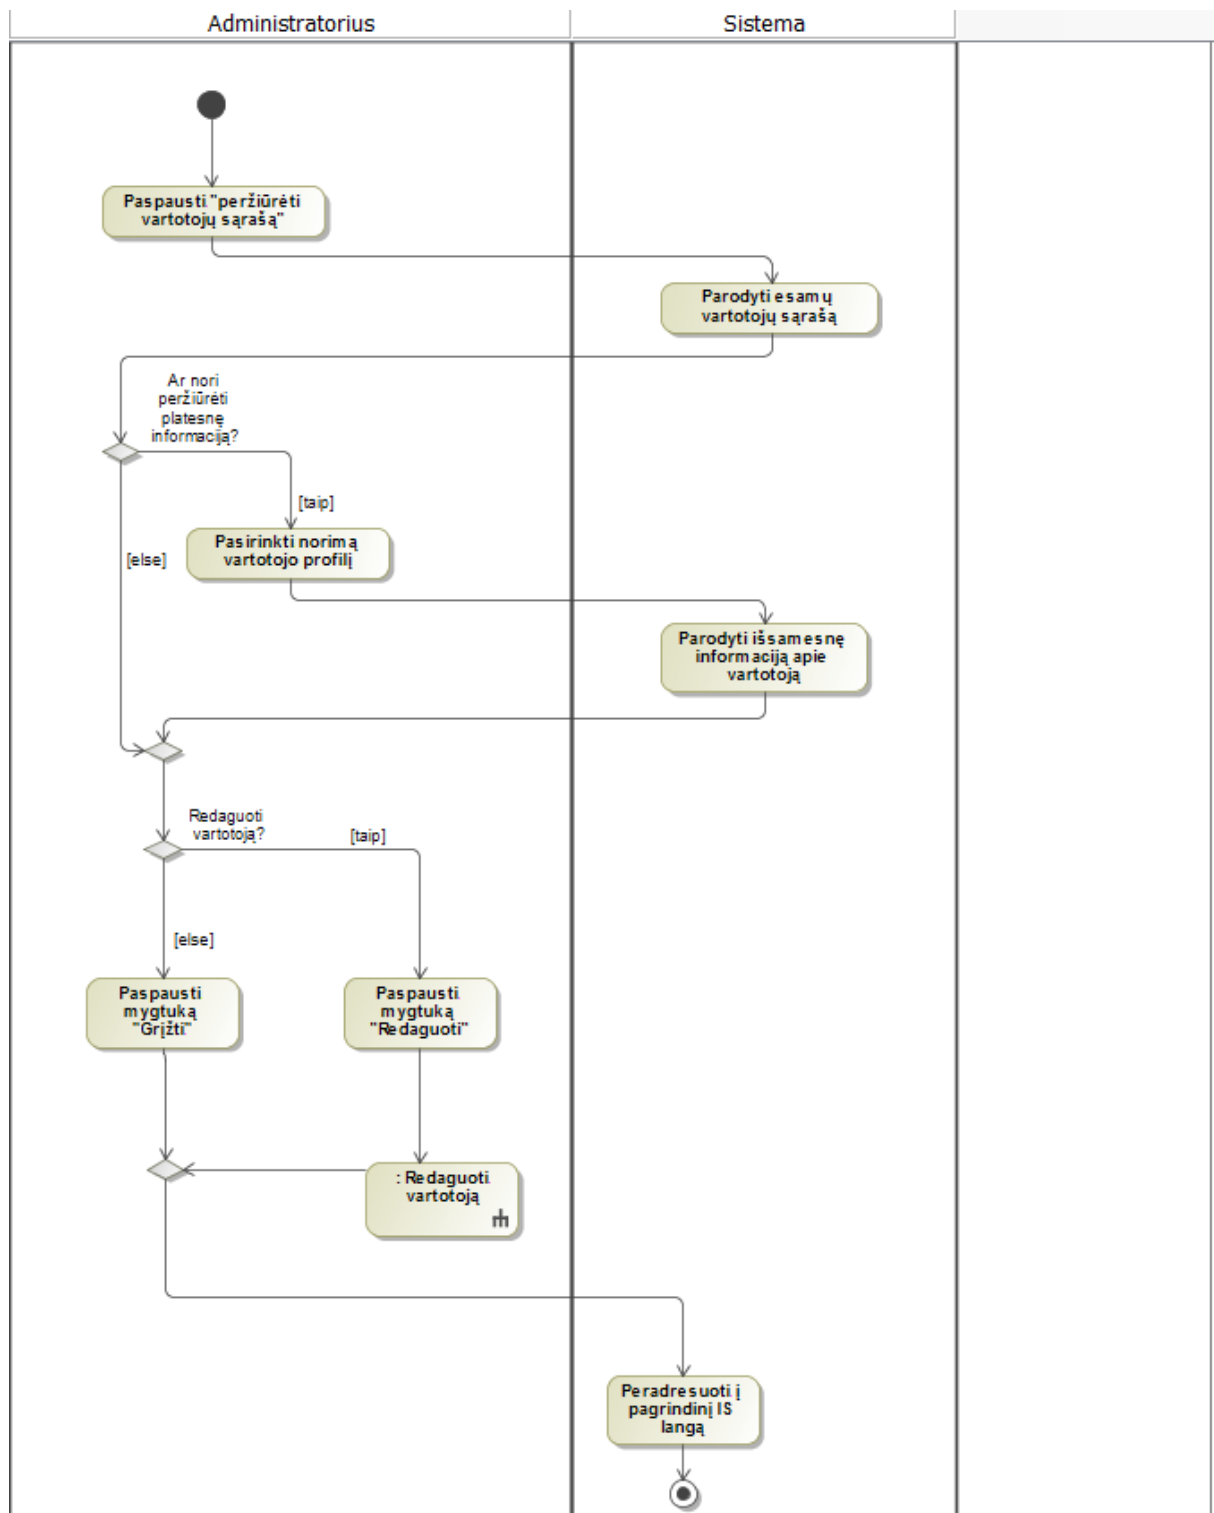 Administratorius
Sistema
Paspausti "peržiūrėti
vartotojų sąrašą"
Parodyti esamų
vartotojų sąrašą
Ar nori
peržiūrėti
platesnę
informaciją?
[taip]
[else]
Pasirinkti norimą
vartotojo profilį
Parodyti išsamesnę
informaciją apie
vartotoją
Redaguoti
vartotoją?
[taip]
[else]
Paspausti
mygtuką
"Grįžti"
Paspausti
mygtuką
"Redaguoti"
: Redaguoti
vartotoją
Peradresuoti į
pagrindinį IS
langą